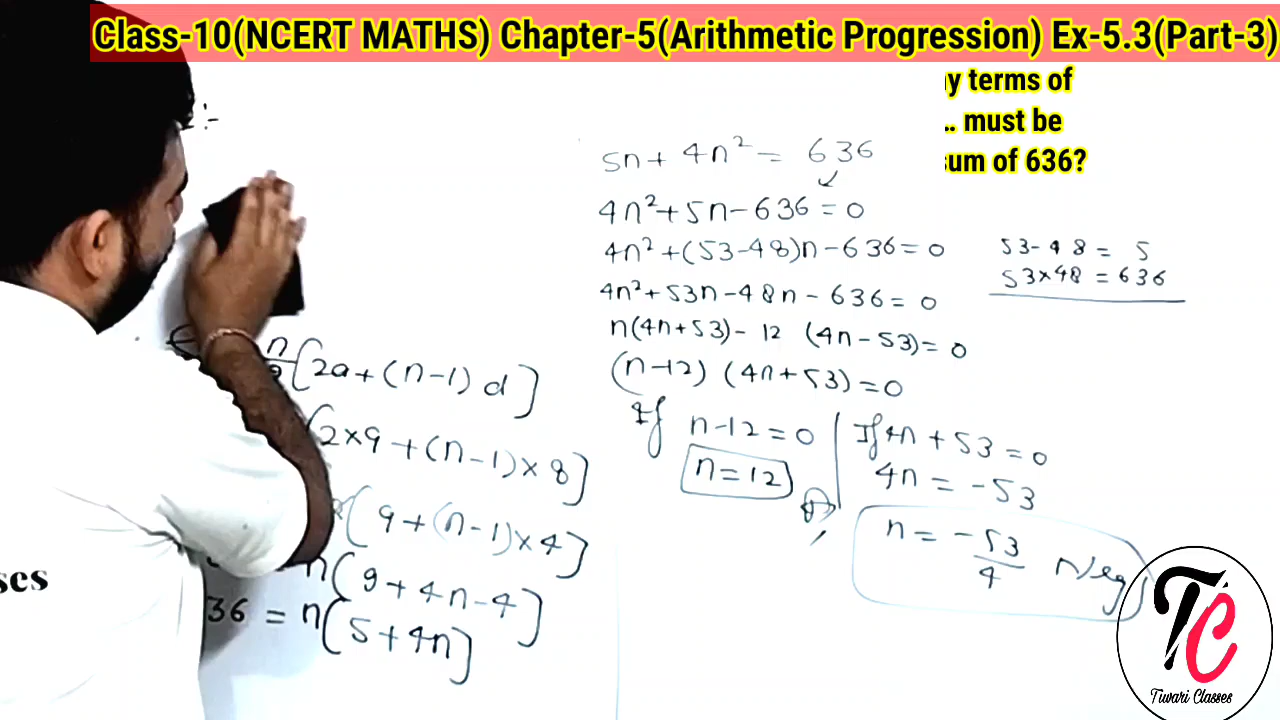 Class-10(NCERT MATHS) Chapter-5(Arithmetic Progression) Ex-5.3(Part-3)
y terms of
.. must be
sum of 636?
:-
n/2[2a+(n-1) d]
[2×9+(n-1)×8]
[9+(n-1)×4]
n[9+4n-4]
36 = n[5+4n]
5n+ 4n² = 636
4n²+5n-636=0
4n²+(53-48)n-636=0
4n²+53n-48n-636=0
n(4n+53)-12 (4n-53)=0
(n-12) (4n+53)=0
If n-12=0
n=12
If 4n+53=0
4n = -53
n= -53/4 Neg
53-48= 5
53×48=636
ses
TC
Tiwari Classes